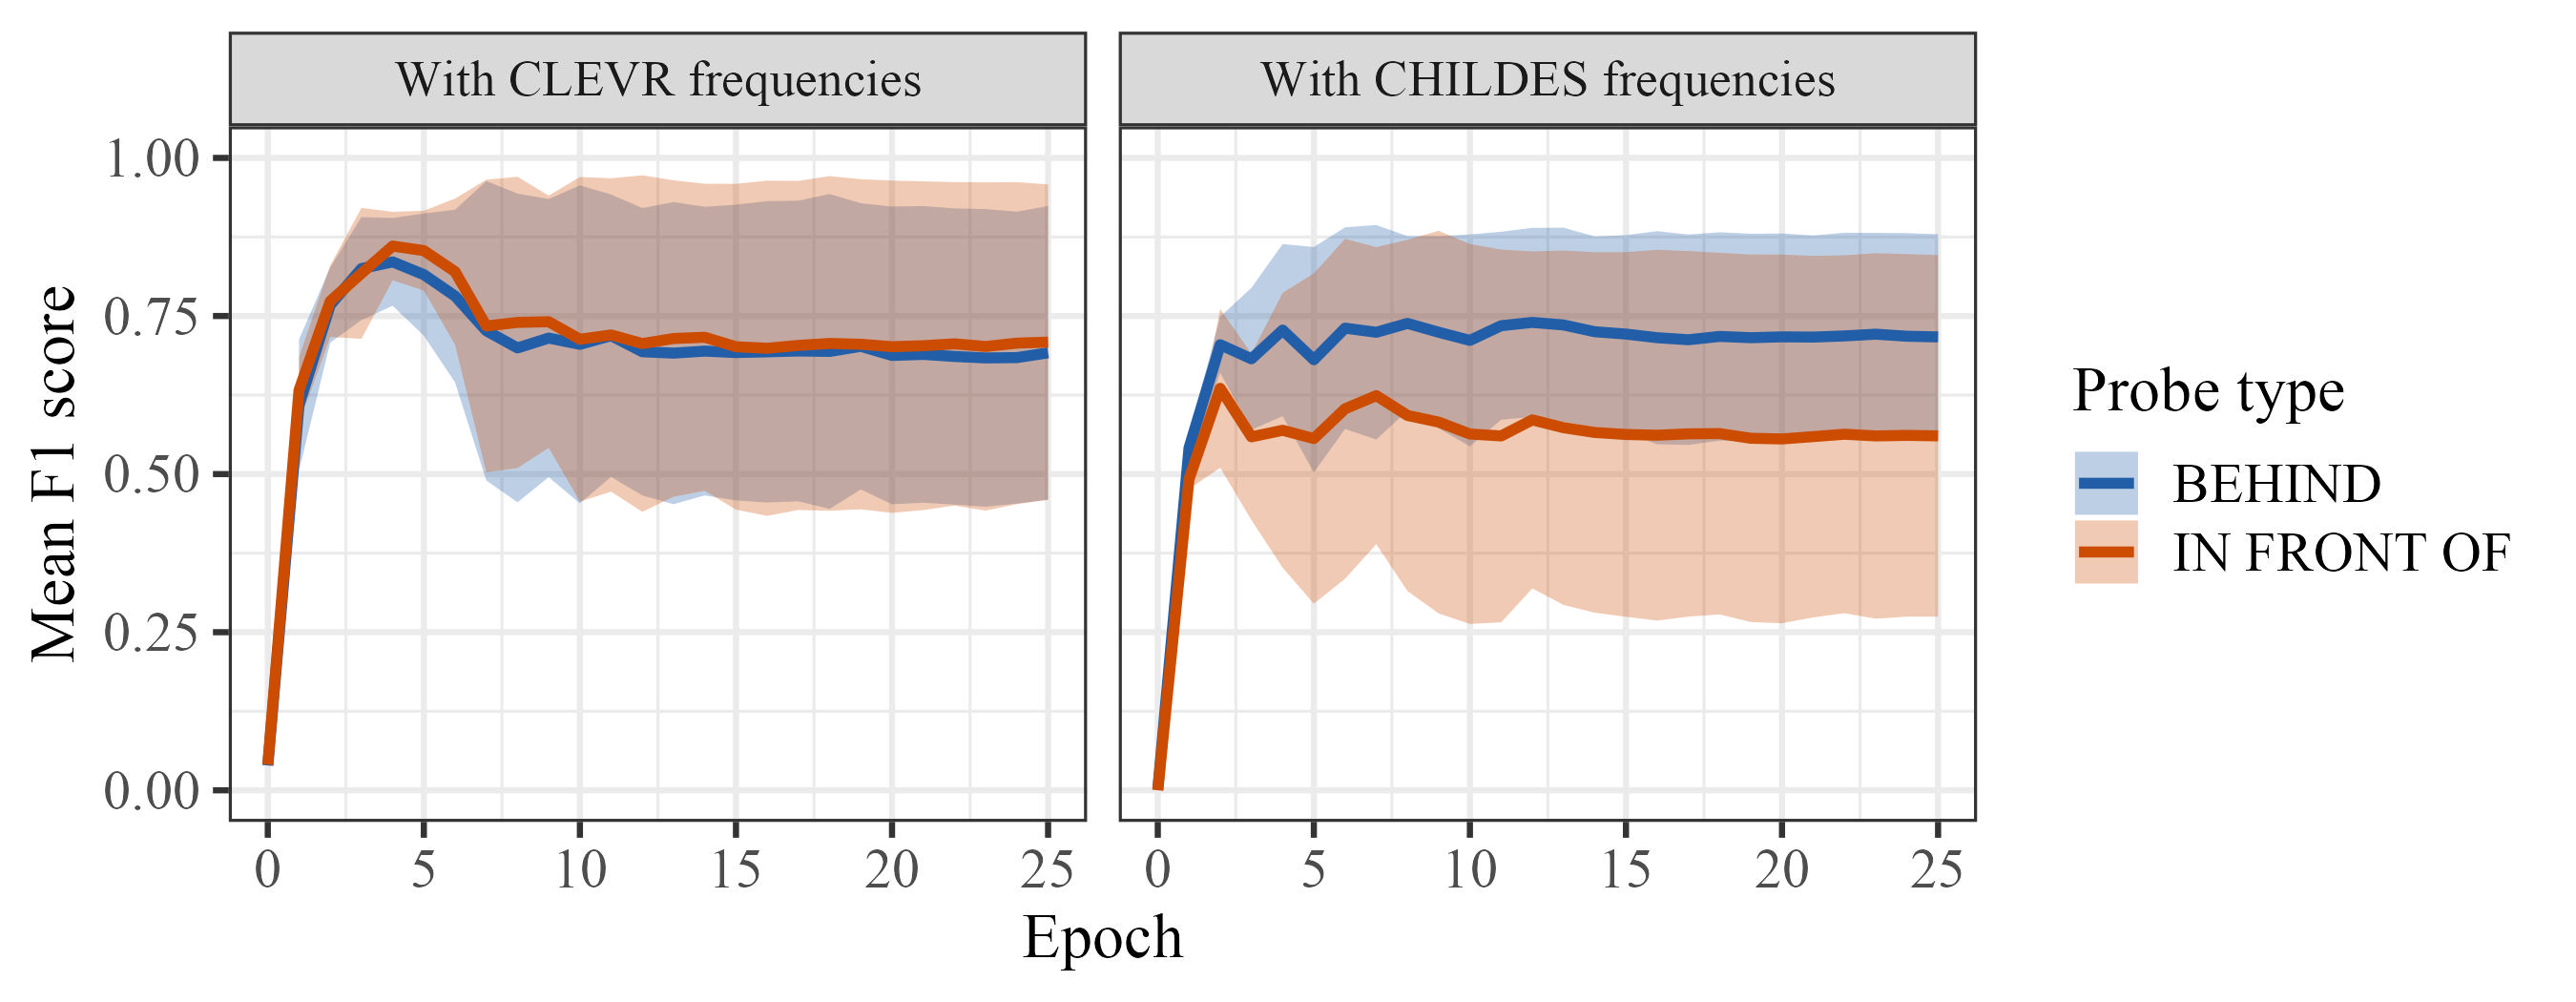 With CLEVR frequencies
With CHILDES frequencies
Mean F1 score
1.00
0.75
0.50
0.25
0.00
0 5 10 15 20 25
0 5 10 15 20 25
Epoch
Probe type
BEHIND
IN FRONT OF